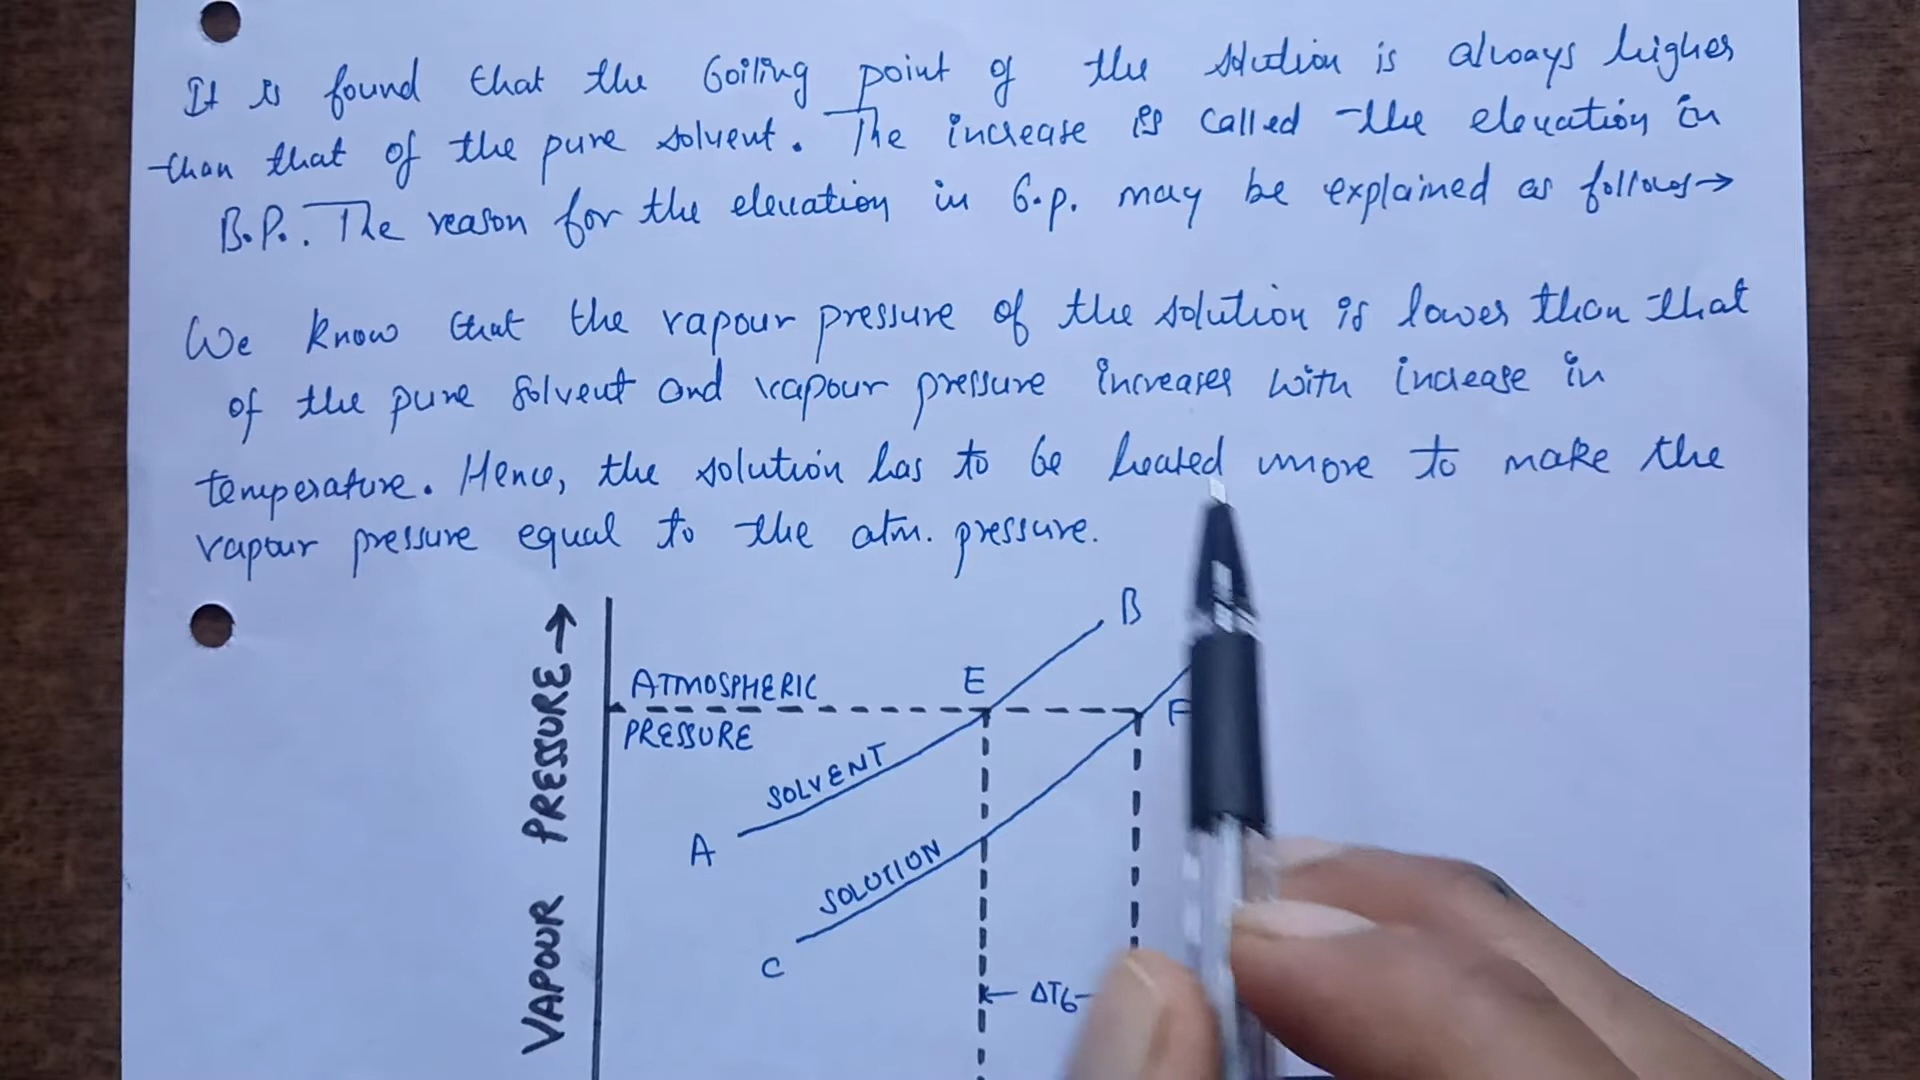 It is found that the boiling point of the solution is always higher
than that of the pure solvent. The increase is called the elevation in
B.P.. The reason for the elevation in b.p. may be explained as follows→
We know that the vapour pressure of the solution is lower than that
of the pure solvent and vapour pressure increases with increase in
temperature. Hence, the solution has to be heated more to make the
vapour pressure equal to the atm. pressure.
B
E
ATMOSPHERIC
PRESSURE
F
SOLVENT
A
SOLUTION
C
ΔTb
VAPOUR PRESSURE→